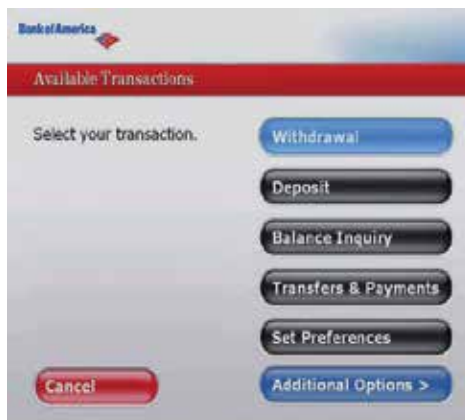 Bank of America
Available Transactions
Select your transaction.
Withdrawal
Deposit
Balance Inquiry
Transfers & Payments
Set Preferences
Cancel
Additional Options >